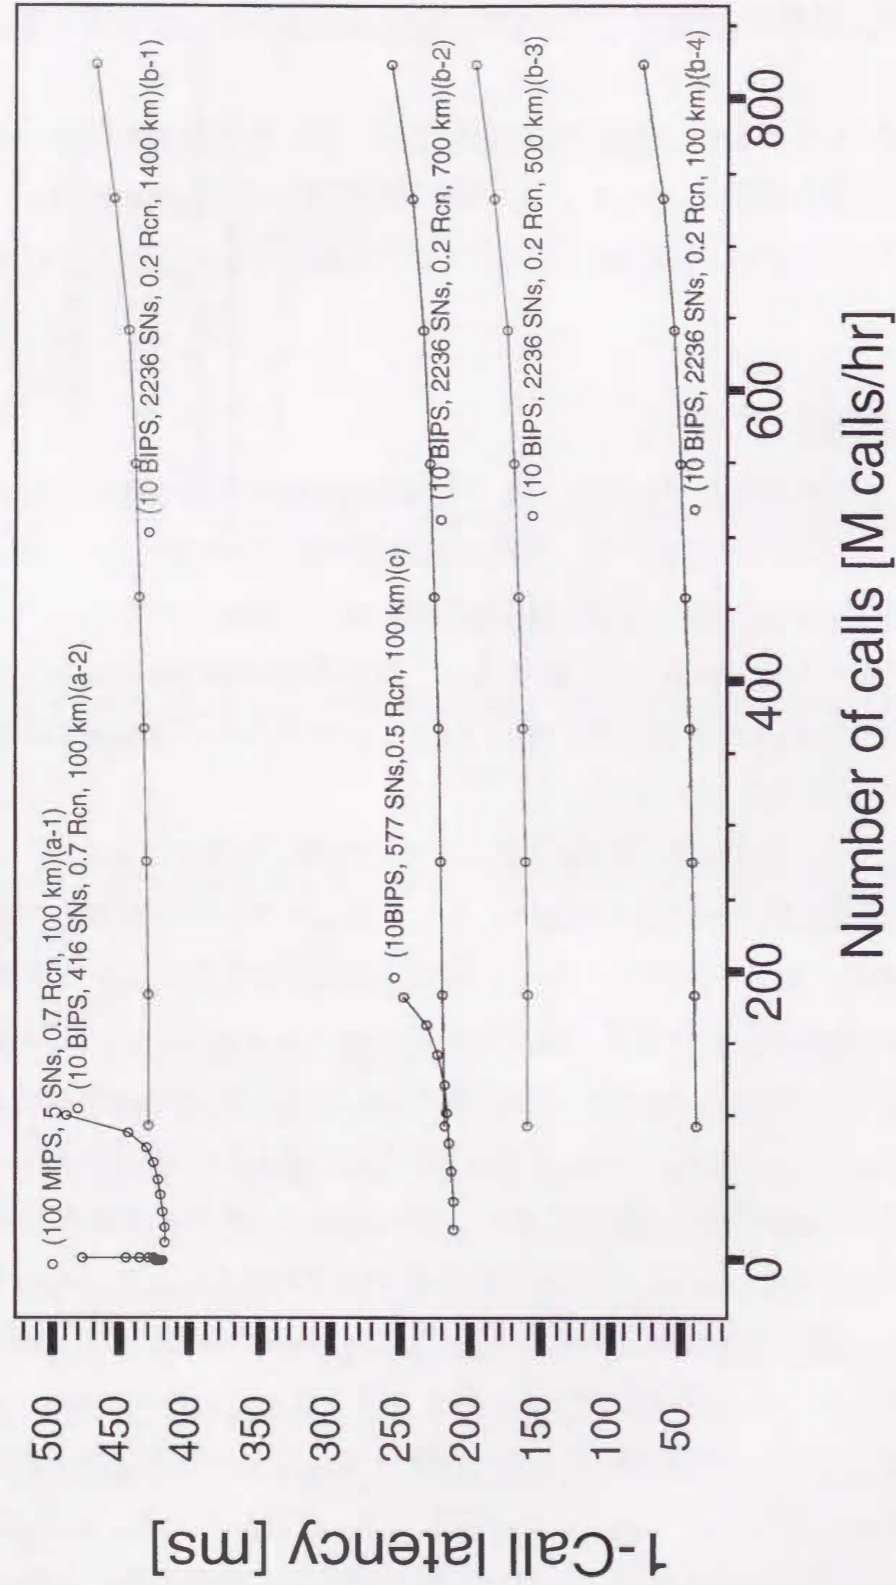 1-Call latency [ms]
500
450
400
350
300
250
200
150
100
50
(100 MIPS, 5 SNs, 0.7 Rcn, 100 km)(a-1)
(10 BIPS, 416 SNs, 0.7 Rcn, 100 km)(a-2)
(10 BIPS, 2236 SNs, 0.2 Rcn, 1400 km)(b-1)
(10BIPS, 577 SNs,0.5 Rcn, 100 km)(c)
(10 BIPS, 2236 SNs, 0.2 Rcn, 700 km)(b-2)
(10 BIPS, 2236 SNs, 0.2 Rcn, 500 km)(b-3)
(10 BIPS, 2236 SNs, 0.2 Rcn, 100 km)(b-4)
0
200
400
600
800
Number of calls [M calls/hr]